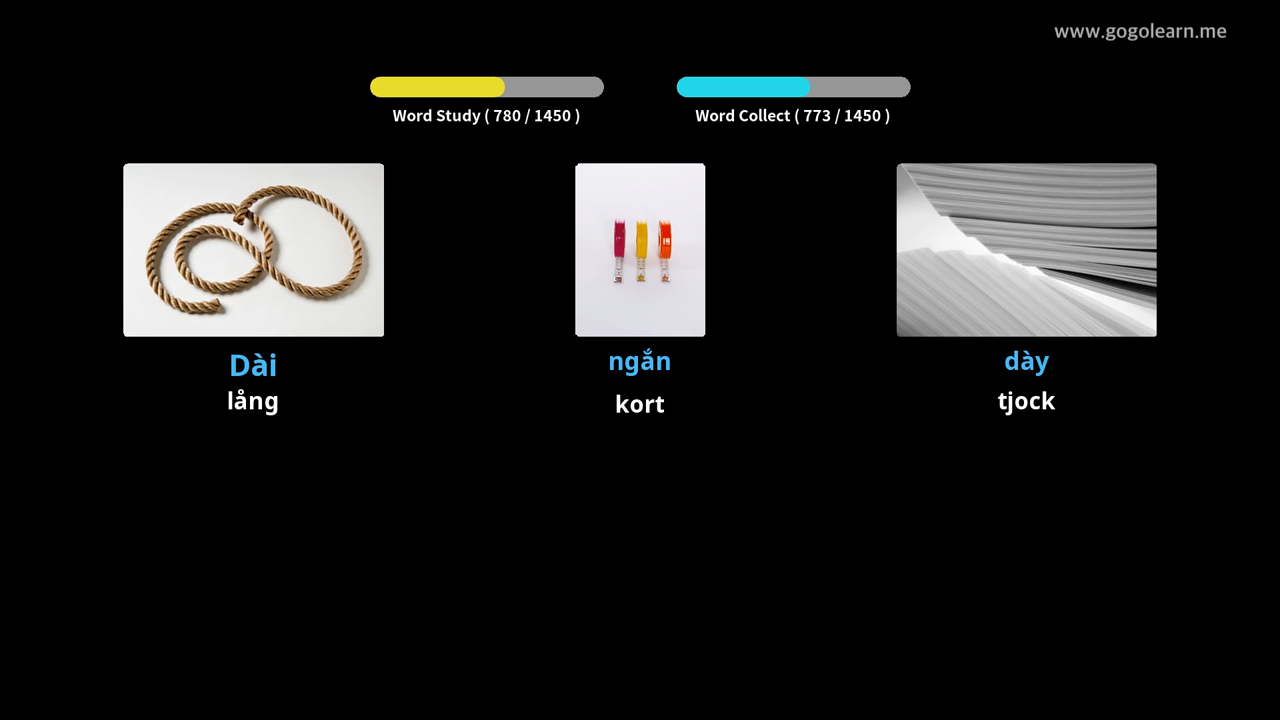 www.gogolearn.me
Word Study ( 780 / 1450 )
Word Collect ( 773 / 1450 )
Dài
lång
ngắn
kort
dày
tjock